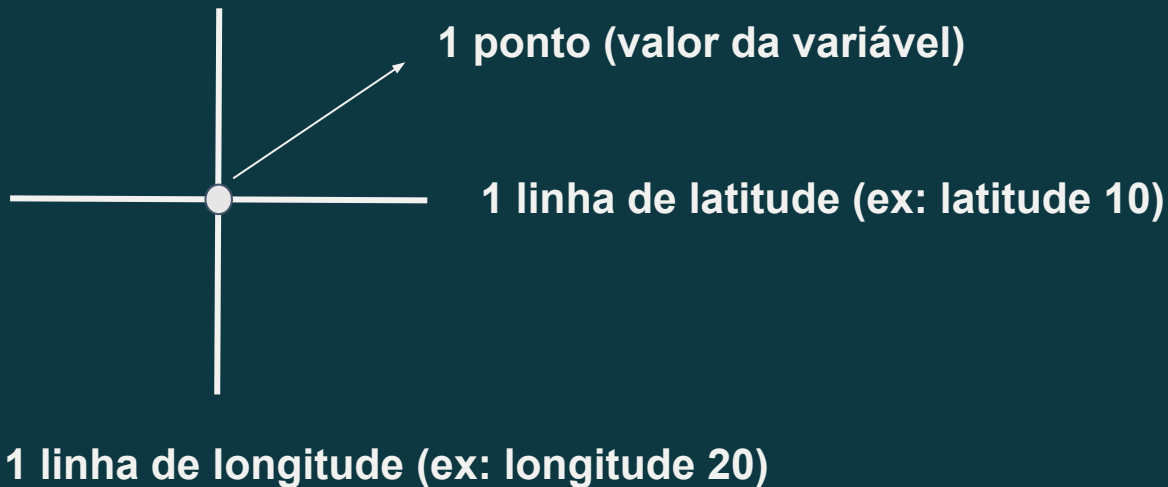 1 ponto (valor da variável)
1 linha de latitude (ex: latitude 10)
1 linha de longitude (ex: longitude 20)